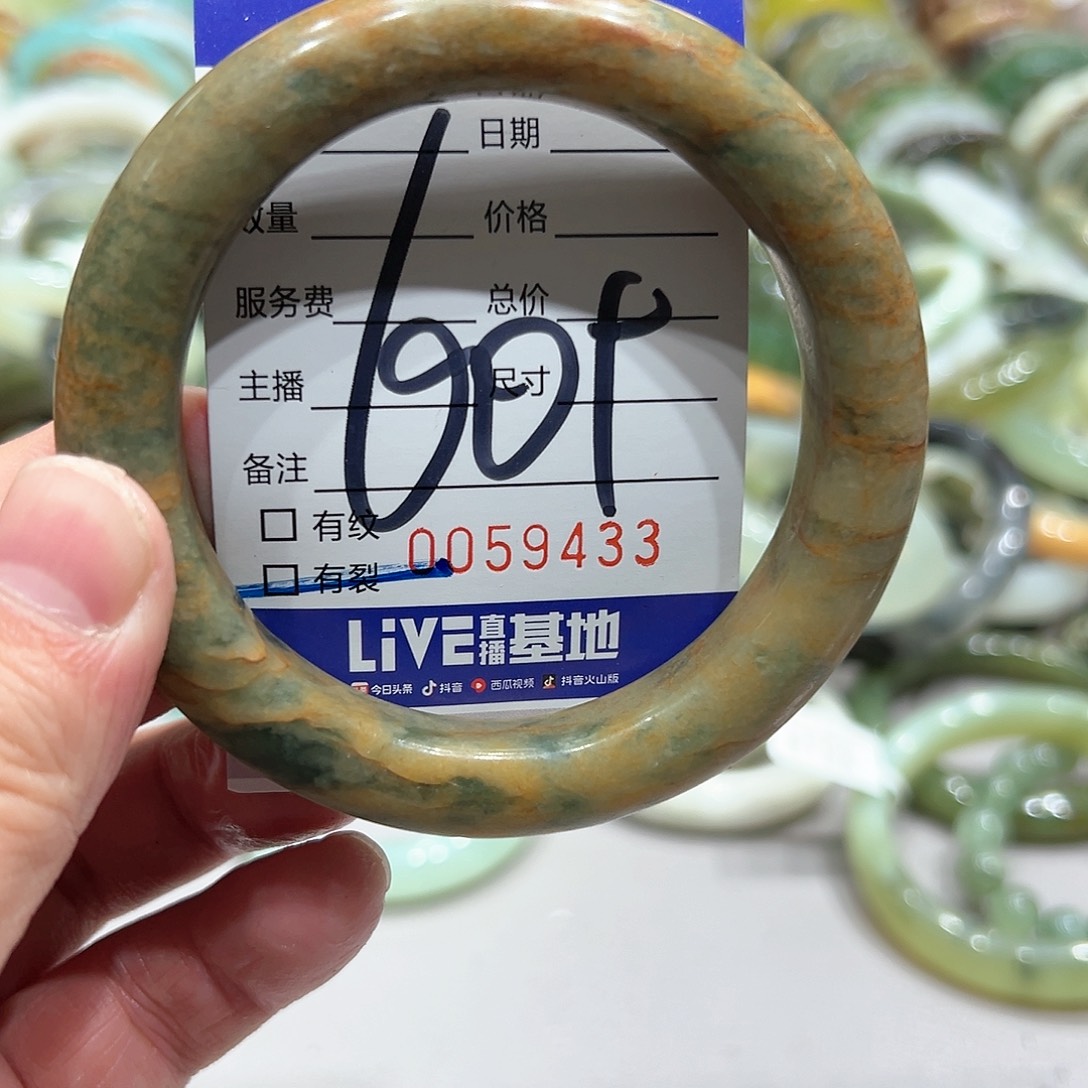 日期
数量 价格
服务费 总价
主播 尺寸
备注
有纹
有裂
0059433
LiVE直播基地
今日头条 抖音 西瓜视频 抖音火山版